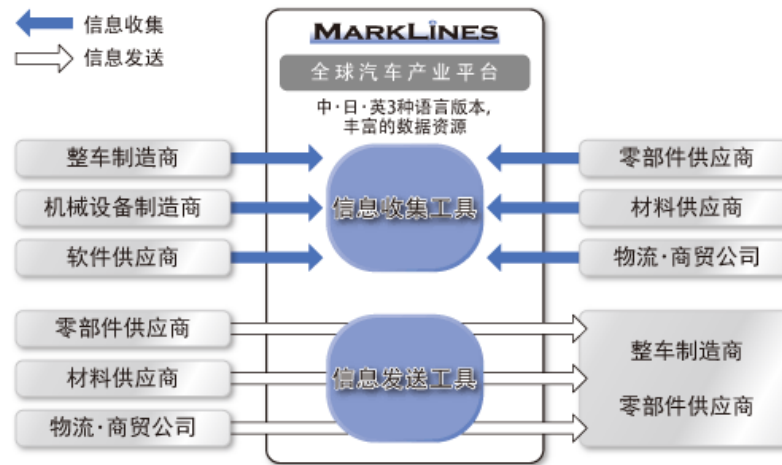 信息收集
信息发送
MARKLINES
全球汽车产业平台
中·日·英3种语言版本,
丰富的数据资源
整车制造商
机械设备制造商
软件供应商
信息收集工具
零部件供应商
材料供应商
物流·商贸公司
零部件供应商
材料供应商
物流·商贸公司
信息发送工具
整车制造商
零部件供应商